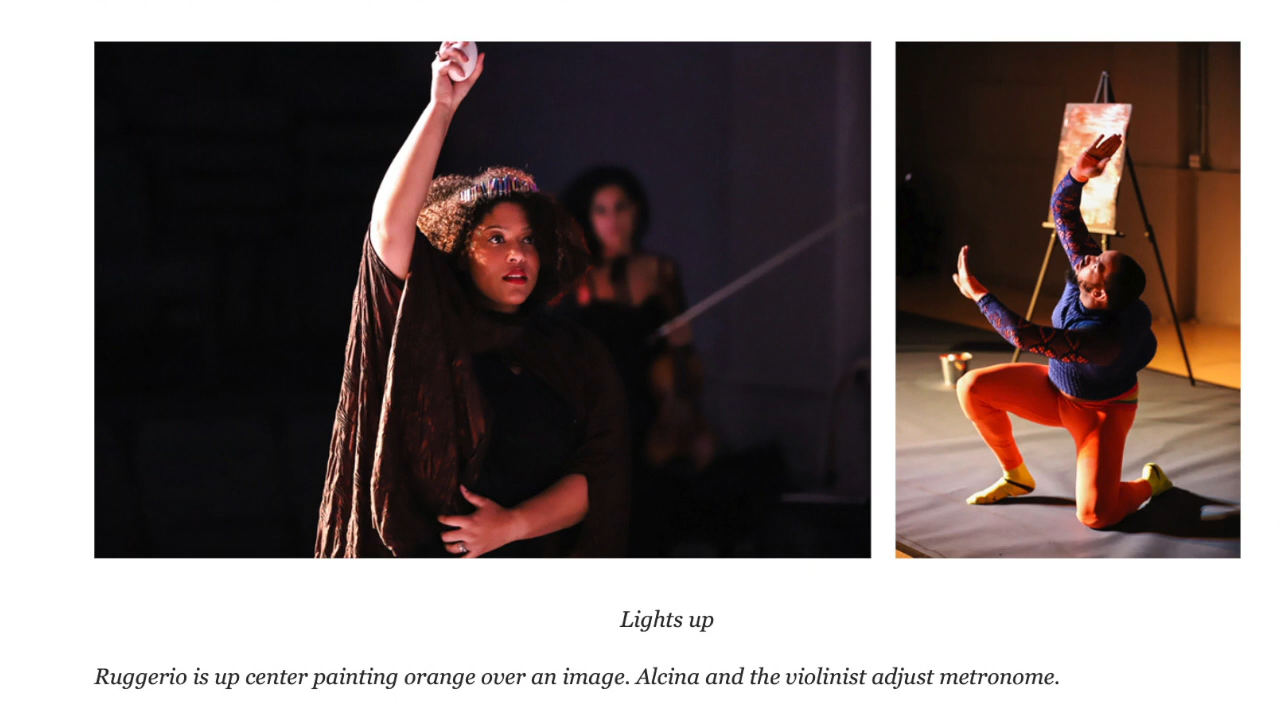 Lights up
Ruggerio is up center painting orange over an image. Alcina and the violinist adjust metronome.